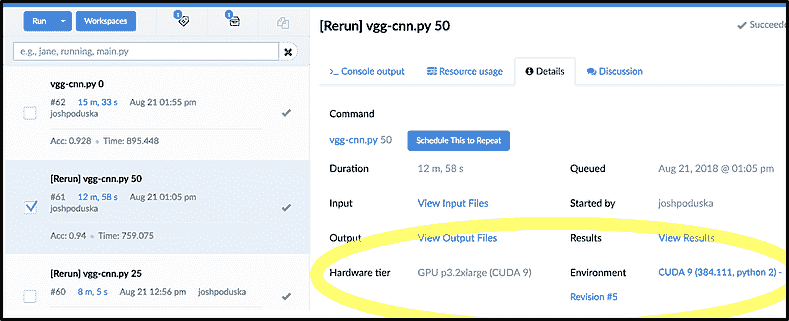 Run
Workspaces
1
1
e.g., jane, running, main.py
vgg-cnn.py 0
#62 15 m, 33 s Aug 21 01:55 pm
joshpoduska
Acc: 0.928 • Time: 895.448
[Rerun] vgg-cnn.py 50
#61 12 m, 58 s Aug 21 01:05 pm
joshpoduska
Acc: 0.94 • Time: 759.075
[Rerun] vgg-cnn.py 25
#60 8 m, 5 s Aug 21 12:56 pm joshpoduska
[Rerun] vgg-cnn.py 50
Succeede
Console output Resource usage Details Discussion
Command
vgg-cnn.py 50 Schedule This to Repeat
Duration 12 m, 58 s Queued Aug 21, 2018 @ 01:05 pm
Input View Input Files Started by joshpoduska
Output View Output Files Results View Results
Hardware tier GPU p3.2xlarge (CUDA 9) Environment CUDA 9 (384.111, python 2) -
Revision #5